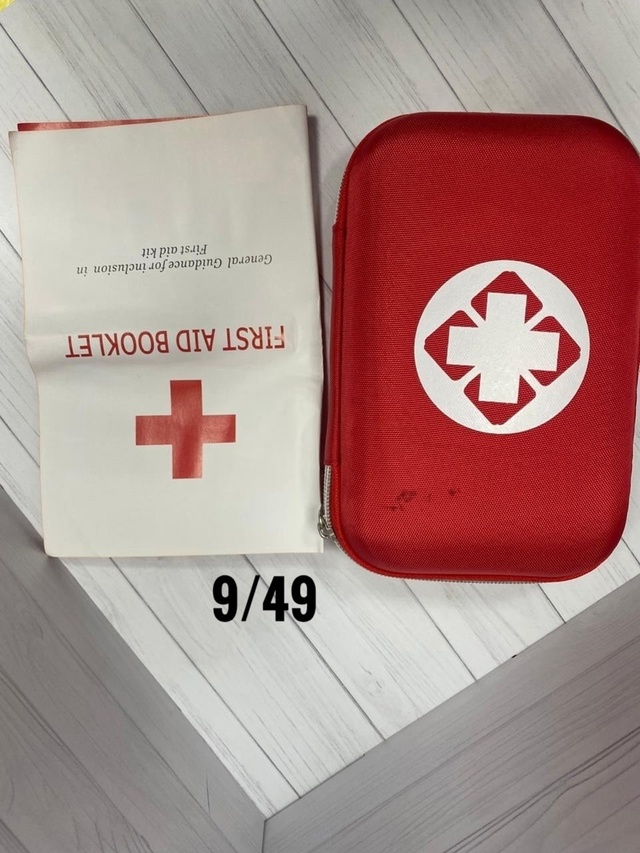 FIRST AID BOOKLET
General Guidance for inclusion in
First aid kit
9/49